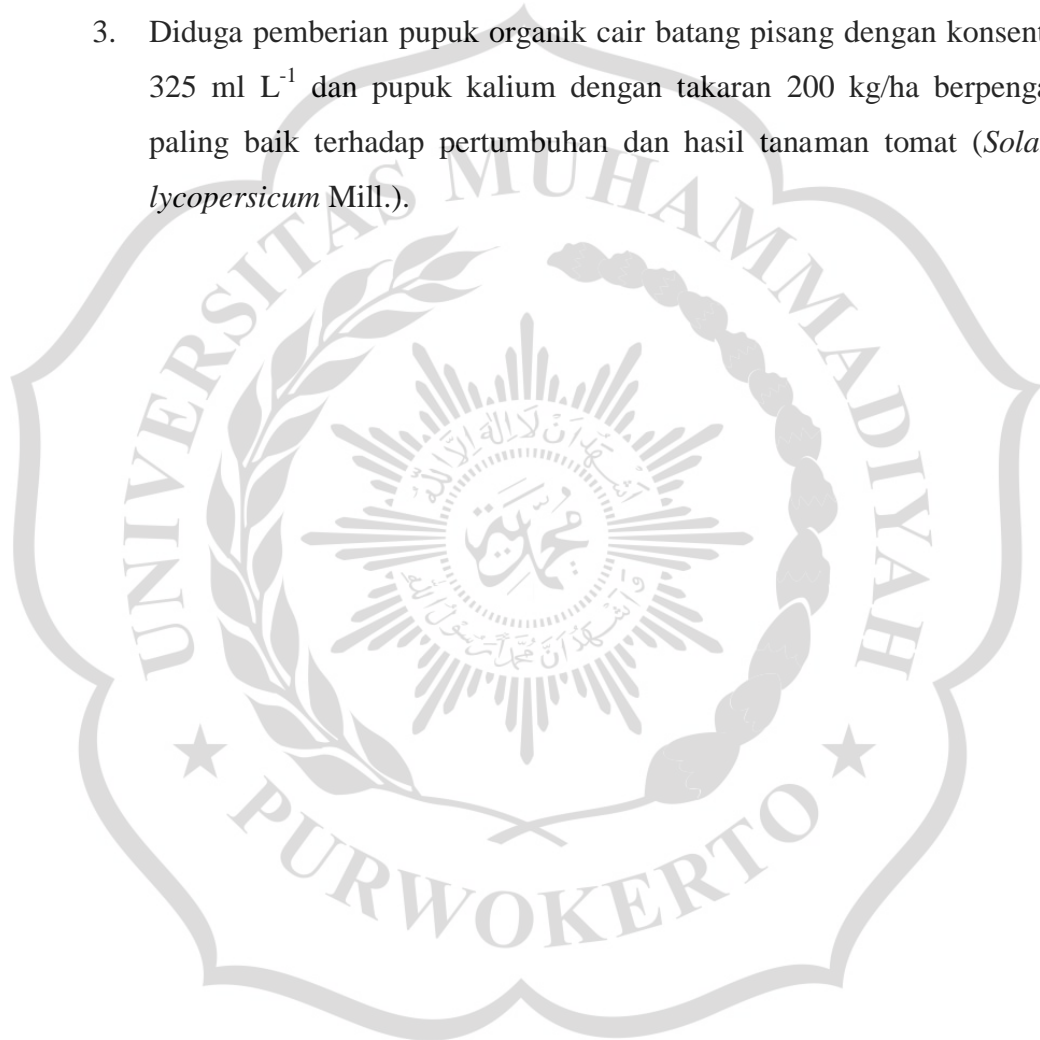 3. Diduga pemberian pupuk organik cair batang pisang dengan konsent
325 ml L⁻¹ dan pupuk kalium dengan takaran 200 kg/ha berpenga
paling baik terhadap pertumbuhan dan hasil tanaman tomat (Sola
lycopersicum Mill.).
UNIVERSITAS MUHAMMADIYAH
PURWOKERTO